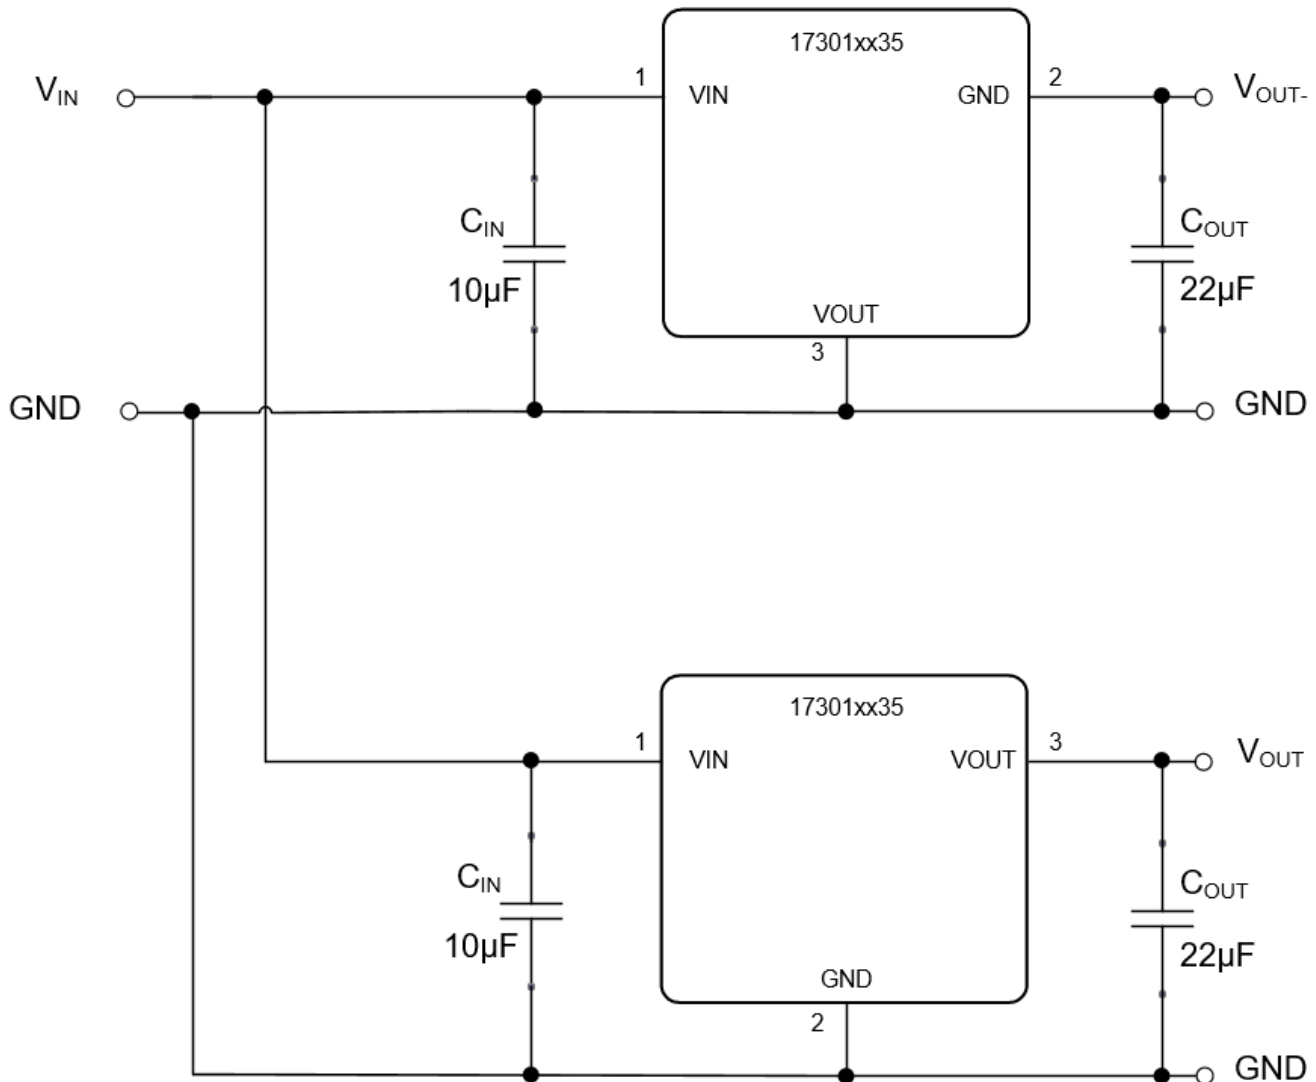 17301xx35
V_IN
1
VIN
GND
2
V_OUT-
C_IN
10µF
C_OUT
22µF
VOUT
3
GND
GND
17301xx35
1
VIN
VOUT
3
V_OUT
C_IN
10µF
C_OUT
22µF
GND
2
GND